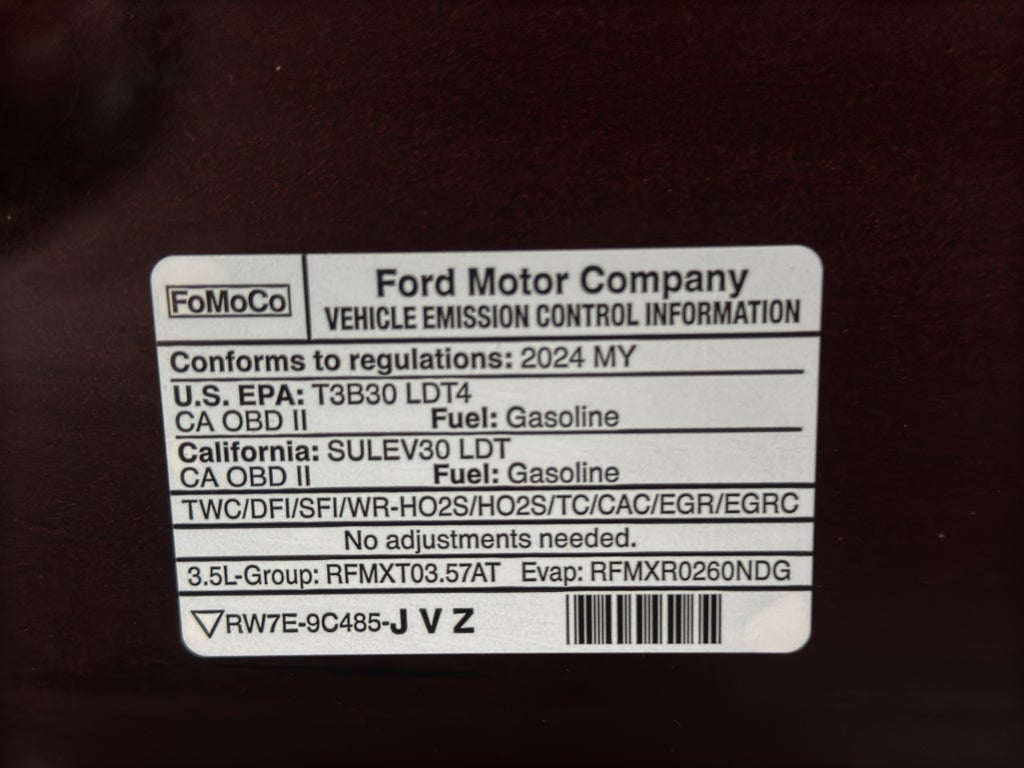 FoMoCo
Ford Motor Company
VEHICLE EMISSION CONTROL INFORMATION
Conforms to regulations: 2024 MY
U.S. EPA: T3B30 LDT4
CA OBD II Fuel: Gasoline
California: SULEV30 LDT
CA OBD II Fuel: Gasoline
TWC/DFI/SFI/WR-HO2S/HO2S/TC/CAC/EGR/EGRC
No adjustments needed.
3.5L-Group: RFMXT03.57AT Evap: RFMXR0260NDG
RW7E-9C485-J V Z